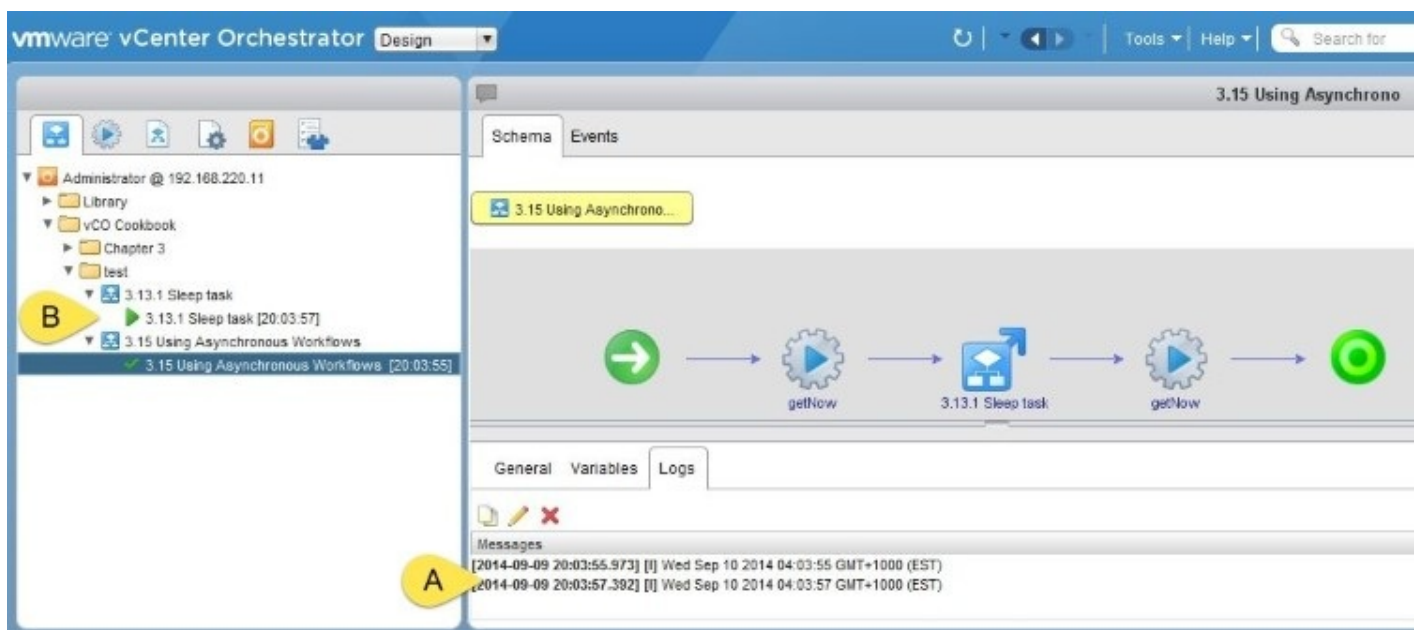 vmware vCenter Orchestrator Design
Tools Help Search for
3.15 Using Asynchrono
Schema Events
Administrator @ 192.168.220.11
Library
vCO Cookbook
Chapter 3
test
3.13.1 Sleep task
3.13.1 Sleep task [20:03:57]
3.15 Using Asynchronous Workflows
3.15 Using Asynchronous Workflows [20:03:55]
B
3.15 Using Asynchrono...
getNow
3.13.1 Sleep task
getNow
General Variables Logs
Messages
[2014-09-09 20:03:55.973] [I] Wed Sep 10 2014 04:03:55 GMT+1000 (EST)
[2014-09-09 20:03:57.392] [I] Wed Sep 10 2014 04:03:57 GMT+1000 (EST)
A